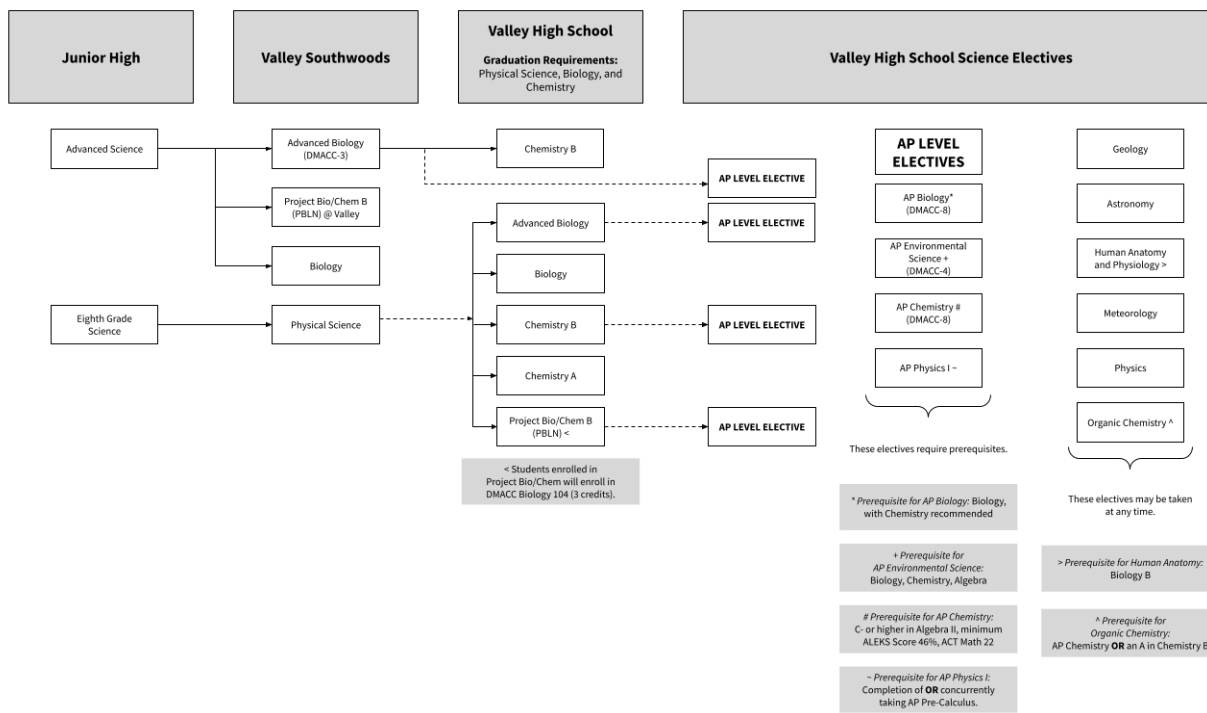 Junior High
Valley Southwoods
Valley High School
Graduation Requirements:
Physical Science, Biology, and
Chemistry
Valley High School Science Electives
Advanced Science
Eighth Grade
Science
Advanced Biology
(DMACC-3)
Project Bio/Chem B
(PBLN) @ Valley
Biology
Physical Science
Chemistry B
Advanced Biology
Biology
Chemistry B
Chemistry A
Project Bio/Chem B
(PBLN) <
< Students enrolled in
Project Bio/Chem will enroll in
DMACC Biology 104 (3 credits).
AP LEVEL ELECTIVE
AP LEVEL ELECTIVE
AP LEVEL ELECTIVE
AP LEVEL ELECTIVE
AP LEVEL
ELECTIVES
AP Biology*
(DMACC-8)
AP Environmental
Science +
(DMACC-4)
AP Chemistry #
(DMACC-8)
AP Physics I ~
These electives require prerequisites.
* Prerequisite for AP Biology: Biology,
with Chemistry recommended
+ Prerequisite for
AP Environmental Science:
Biology, Chemistry, Algebra
# Prerequisite for AP Chemistry:
C- or higher in Algebra II, minimum
ALEKS Score 46%, ACT Math 22
~ Prerequisite for AP Physics I:
Completion of OR concurrently
taking AP Pre-Calculus.
Geology
Astronomy
Human Anatomy
and Physiology >
Meteorology
Physics
Organic Chemistry ^
These electives may be taken
at any time.
> Prerequisite for Human Anatomy:
Biology B
^ Prerequisite for
Organic Chemistry:
AP Chemistry OR an A in Chemistry B